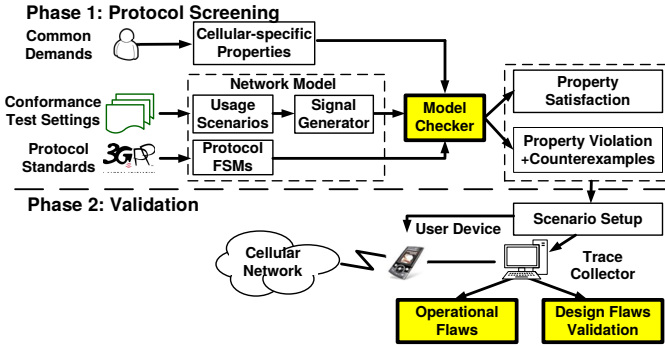 Phase 1: Protocol Screening
Common
Demands
Cellular-specific
Properties
Network Model
Conformance
Test Settings
Usage
Scenarios
Signal
Generator
Model
Checker
Property
Satisfaction
Property Violation
+Counterexamples
Protocol
Standards
3GPP
Protocol
FSMs
Phase 2: Validation
Scenario Setup
User Device
Cellular
Network
Trace
Collector
Operational
Flaws
Design Flaws
Validation